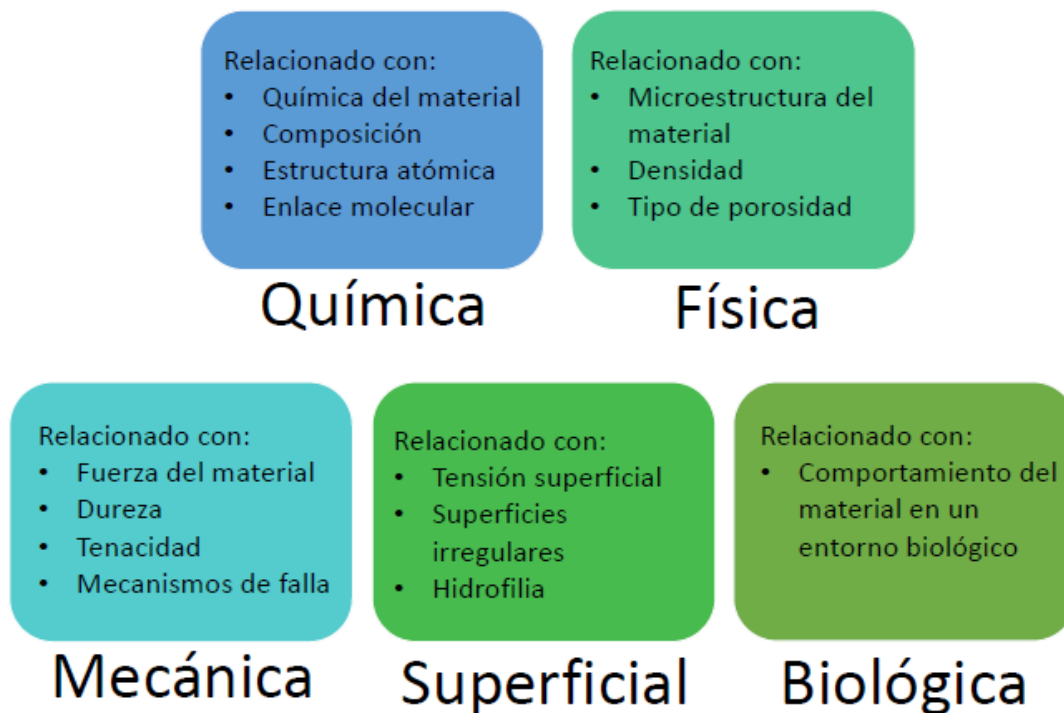 Relacionado con:
• Química del material
• Composición
• Estructura atómica
• Enlace molecular
Química
Relacionado con:
• Microestructura del
material
• Densidad
• Tipo de porosidad
Física
Relacionado con:
• Fuerza del material
• Dureza
• Tenacidad
• Mecanismos de falla
Mecánica
Relacionado con:
• Tensión superficial
• Superficies
irregulares
• Hidrofilia
Superficial
Relacionado con:
• Comportamiento del
material en un
entorno biológico
Biológica